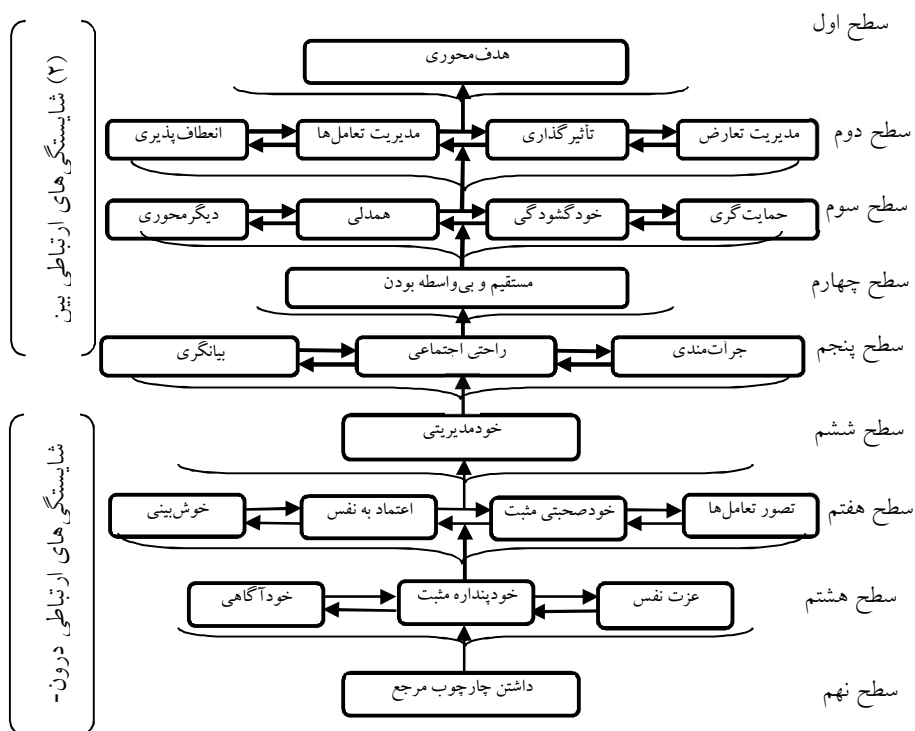 سطح اول
هدف‌محوری
سطح دوم
مدیریت تعارض
تأثیرگذاری
مدیریت تعامل‌ها
انعطاف‌پذیری
سطح سوم
حمایت‌گری
خودگشودگی
همدلی
دیگرمحوری
سطح چهارم
مستقیم و بی‌واسطه بودن
سطح پنجم
جرأت‌مندی
راحتی اجتماعی
بیانگری
سطح ششم
خودمدیریتی
سطح هفتم
تصور تعامل‌ها
خودصحبتی مثبت
اعتماد به نفس
خوش‌بینی
سطح هشتم
عزت نفس
خودپنداره مثبت
خودآگاهی
سطح نهم
داشتن چارچوب مرجع
(۲) شایستگی‌های ارتباطی بین
شایستگی‌های ارتباطی درون-